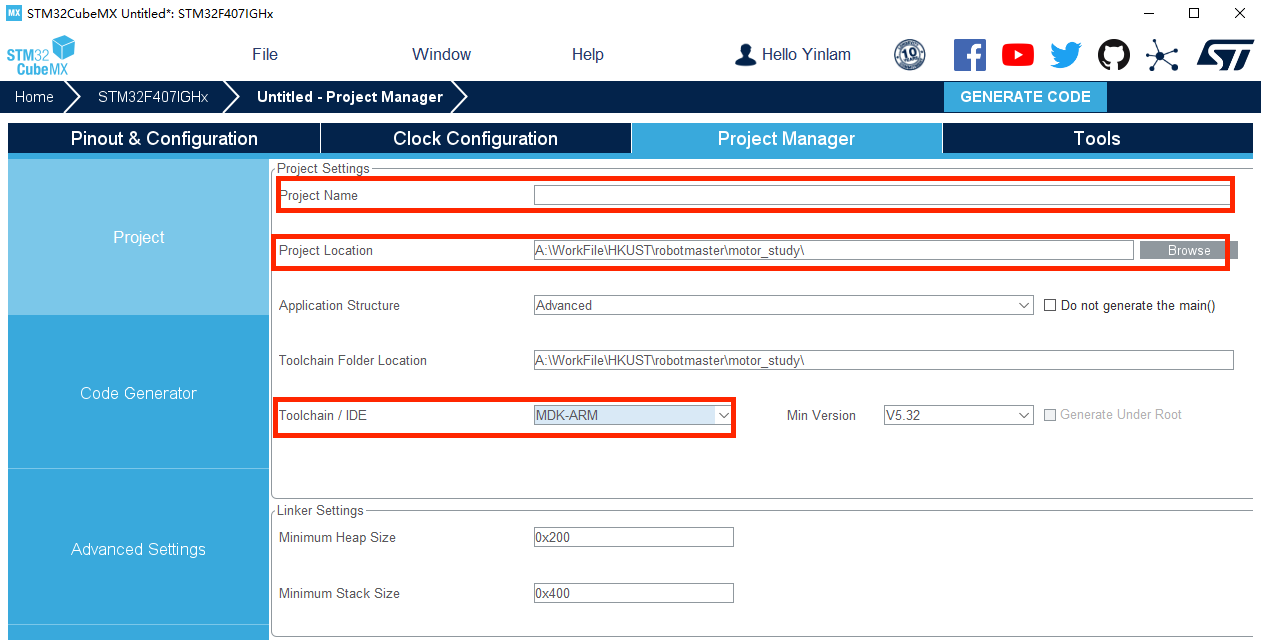 MX STM32CubeMX Untitled*: STM32F407IGHx
STM32
CubeMX
File Window Help Hello Yinlam 10
Home STM32F407IGHx Untitled - Project Manager GENERATE CODE
Pinout & Configuration Clock Configuration Project Manager Tools
Project
Code Generator
Advanced Settings
Project Settings
Project Name
Project Location A:\WorkFile\HKUST\robotmaster\motor_study\ Browse
Application Structure Advanced Do not generate the main()
Toolchain Folder Location A:\WorkFile\HKUST\robotmaster\motor_study\
Toolchain / IDE MDK-ARM Min Version V5.32 Generate Under Root
Linker Settings
Minimum Heap Size 0x200
Minimum Stack Size 0x400